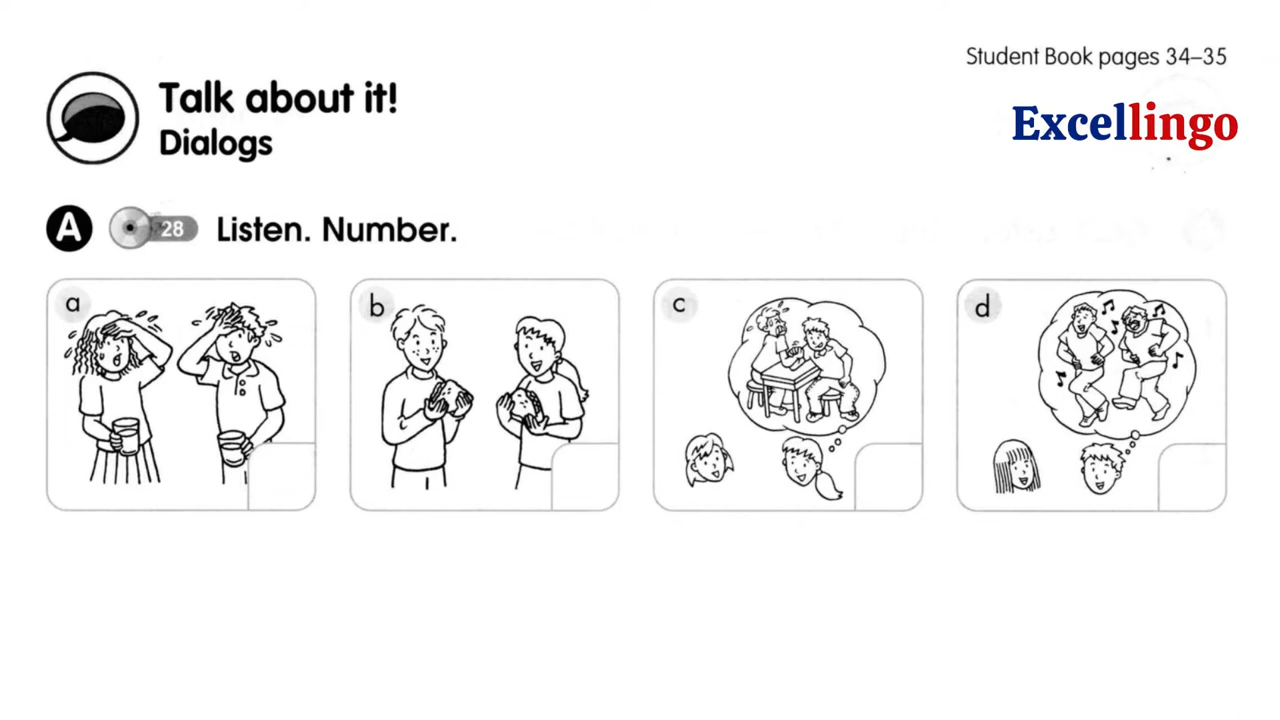 Student Book pages 34–35
Talk about it!
Dialogs
Excellingo
A 28 Listen. Number.
a
b
c
d